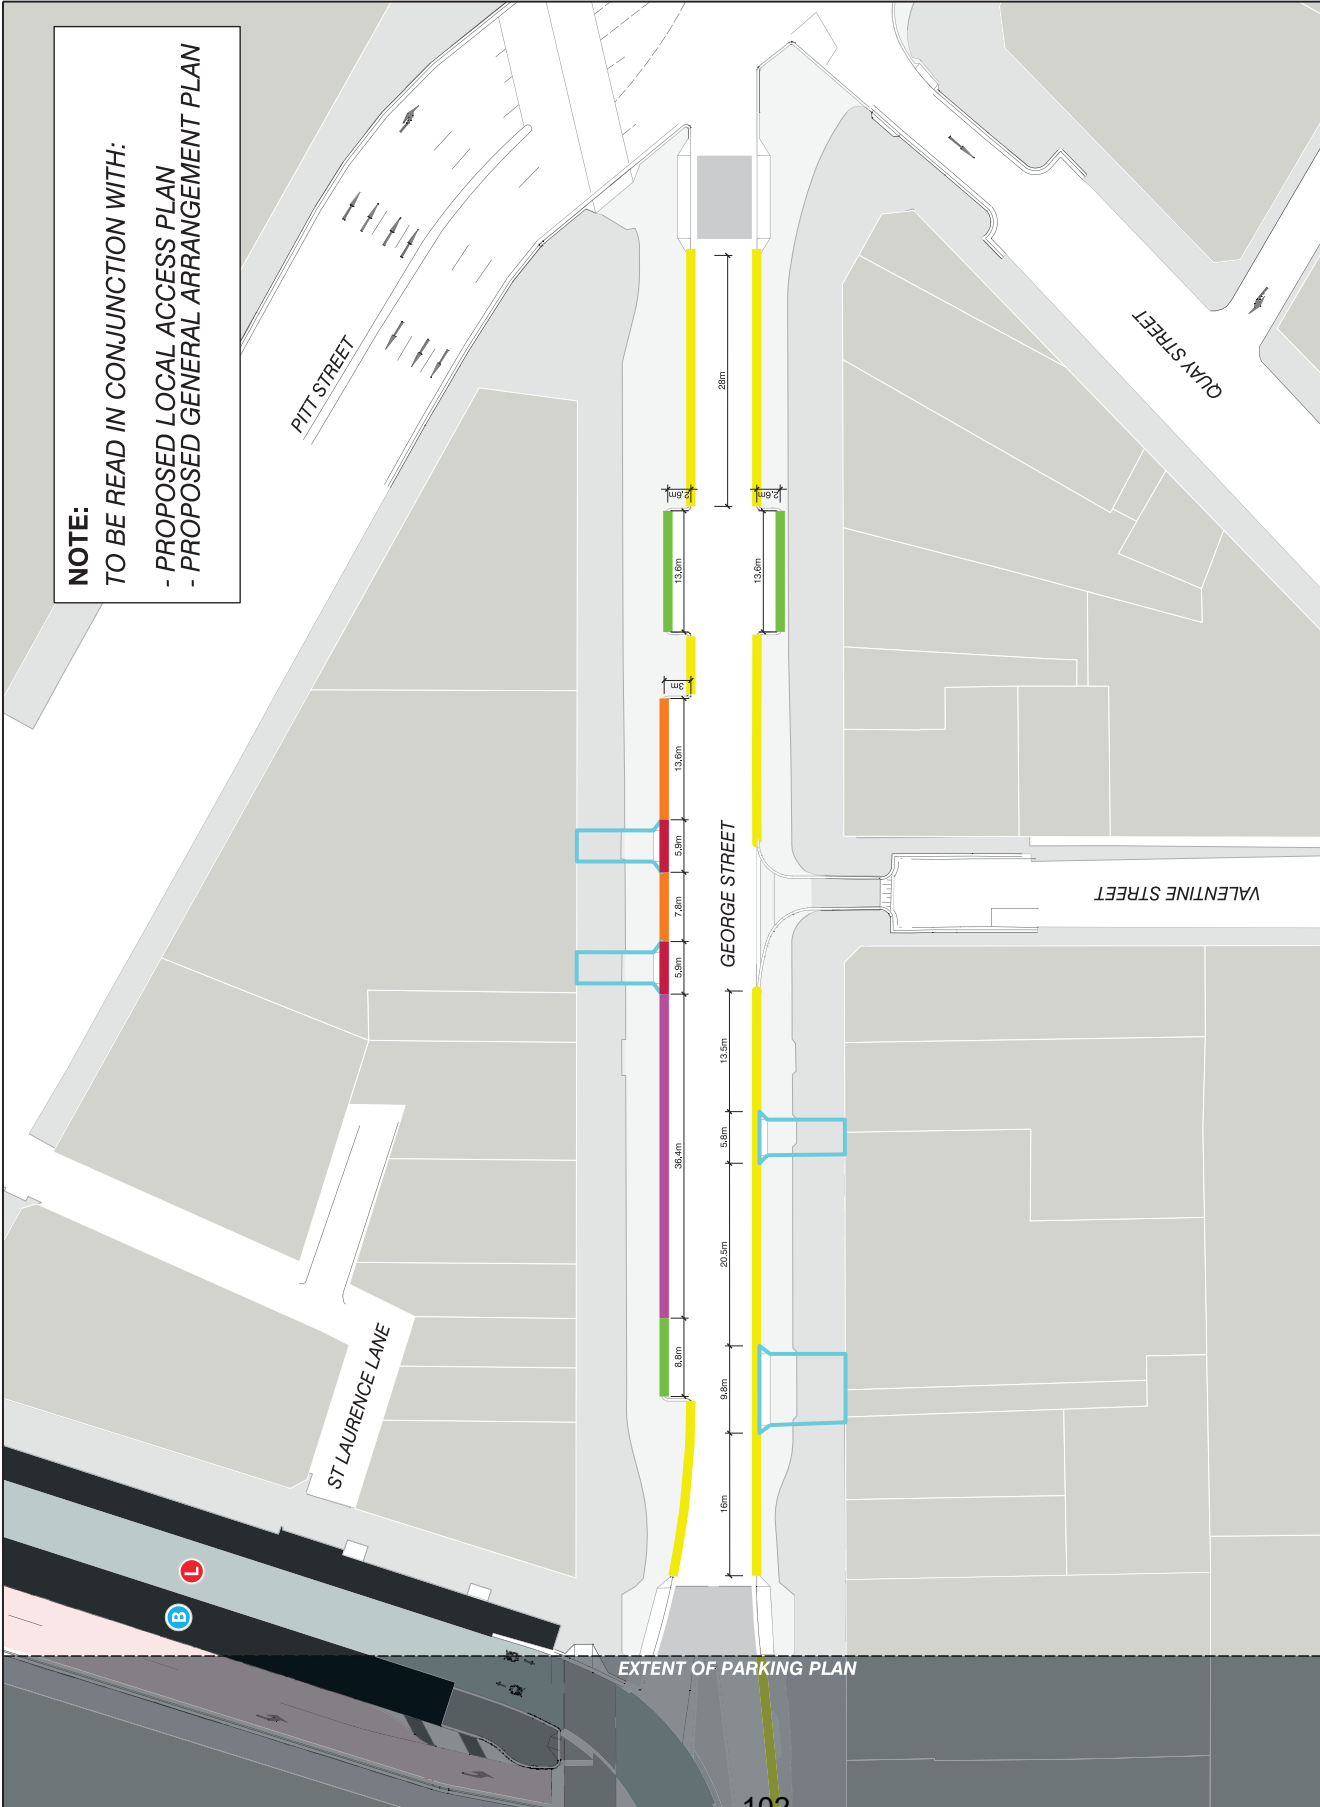 NOTE:
TO BE READ IN CONJUNCTION WITH:
- PROPOSED LOCAL ACCESS PLAN
- PROPOSED GENERAL ARRANGEMENT PLAN
PITT STREET
QUAY STREET
28m
2.6m
2.6m
13.6m
13.6m
3m
13.6m
5.9m
7.8m
5.9m
GEORGE STREET
VALENTINE STREET
13.5m
5.8m
36.4m
20.5m
8.8m
9.8m
16m
ST LAURENCE LANE
L
B
EXTENT OF PARKING PLAN
102